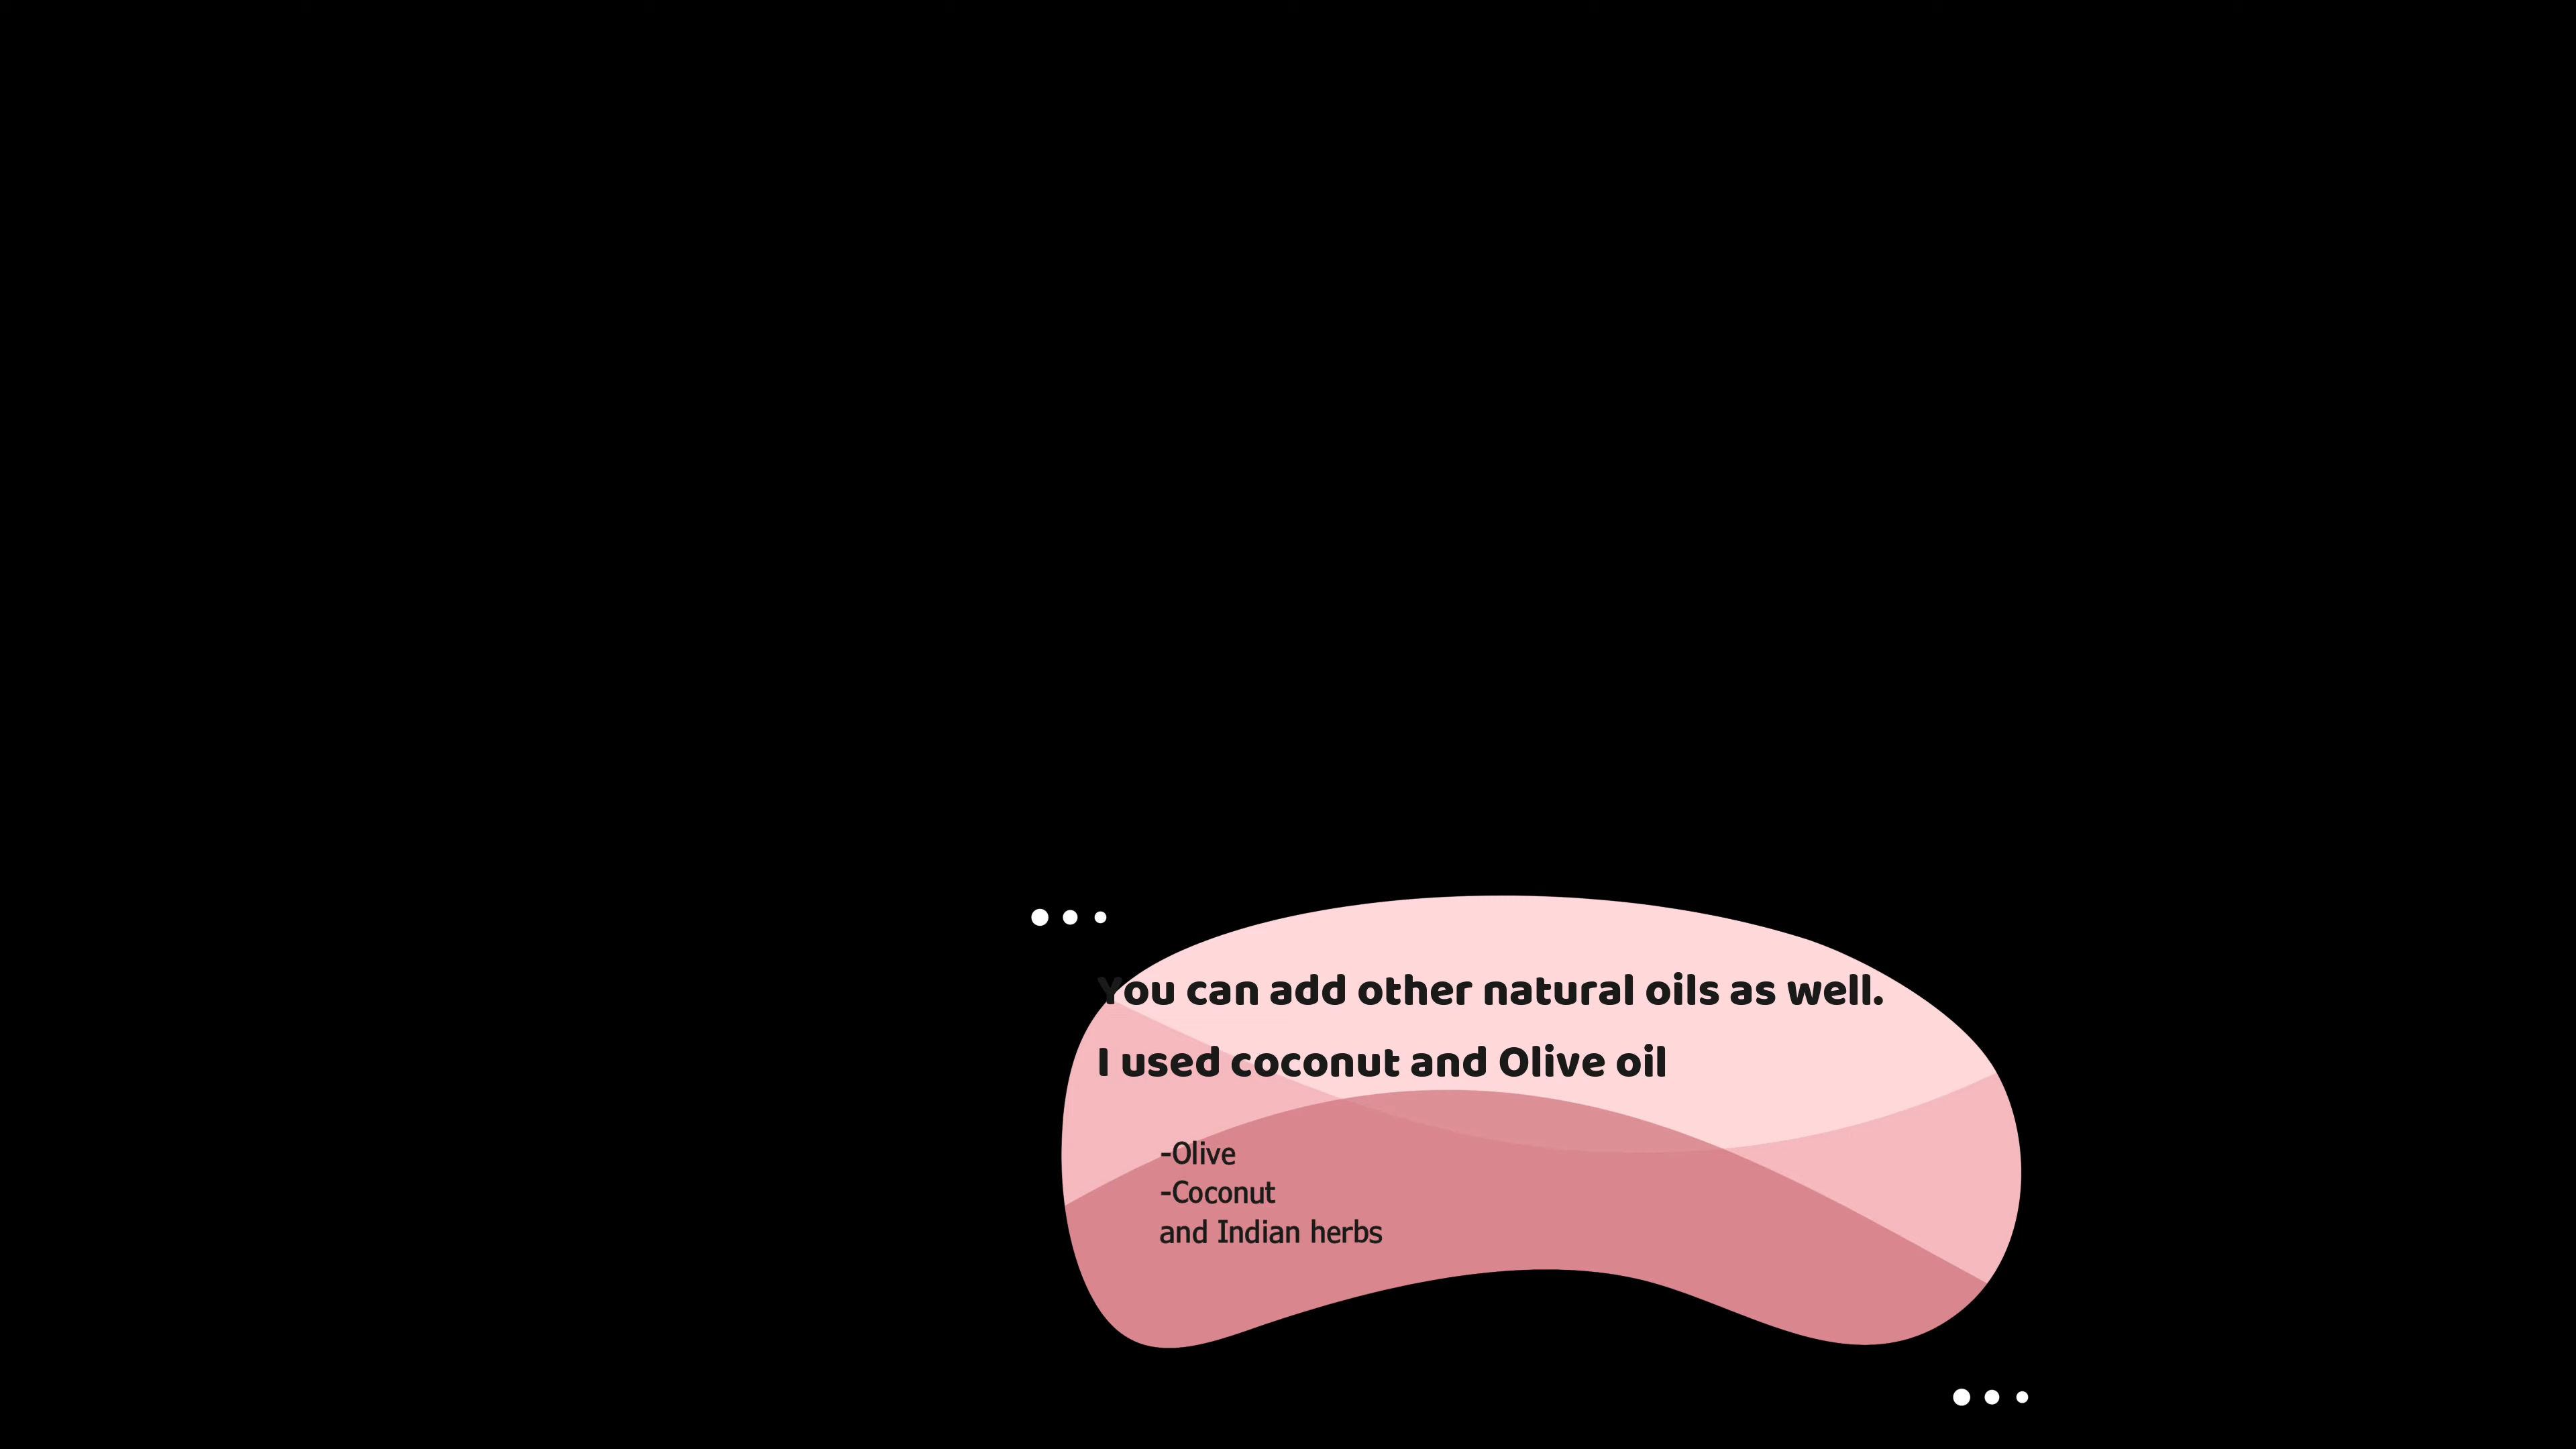 You can add other natural oils as well.
I used coconut and Olive oil
-Olive
-Coconut
and Indian herbs